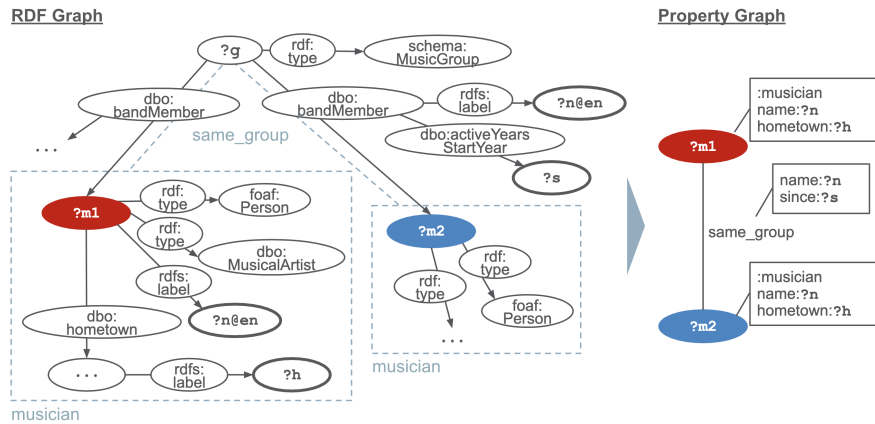 RDF Graph
Property Graph
?g
rdf:
type
schema:
MusicGroup
dbo:
bandMember
dbo:
bandMember
rdfs:
label
?n@en
same_group
dbo:activeYears
StartYear
...
?s
?m1
rdf:
type
foaf:
Person
rdf:
type
dbo:
MusicalArtist
rdfs:
label
?n@en
dbo:
hometown
...
rdfs:
label
?h
musician
?m2
rdf:
type
rdf:
type
foaf:
Person
...
musician
:musician
name:?n
hometown:?h
?m1
name:?n
since:?s
same_group
:musician
name:?n
hometown:?h
?m2